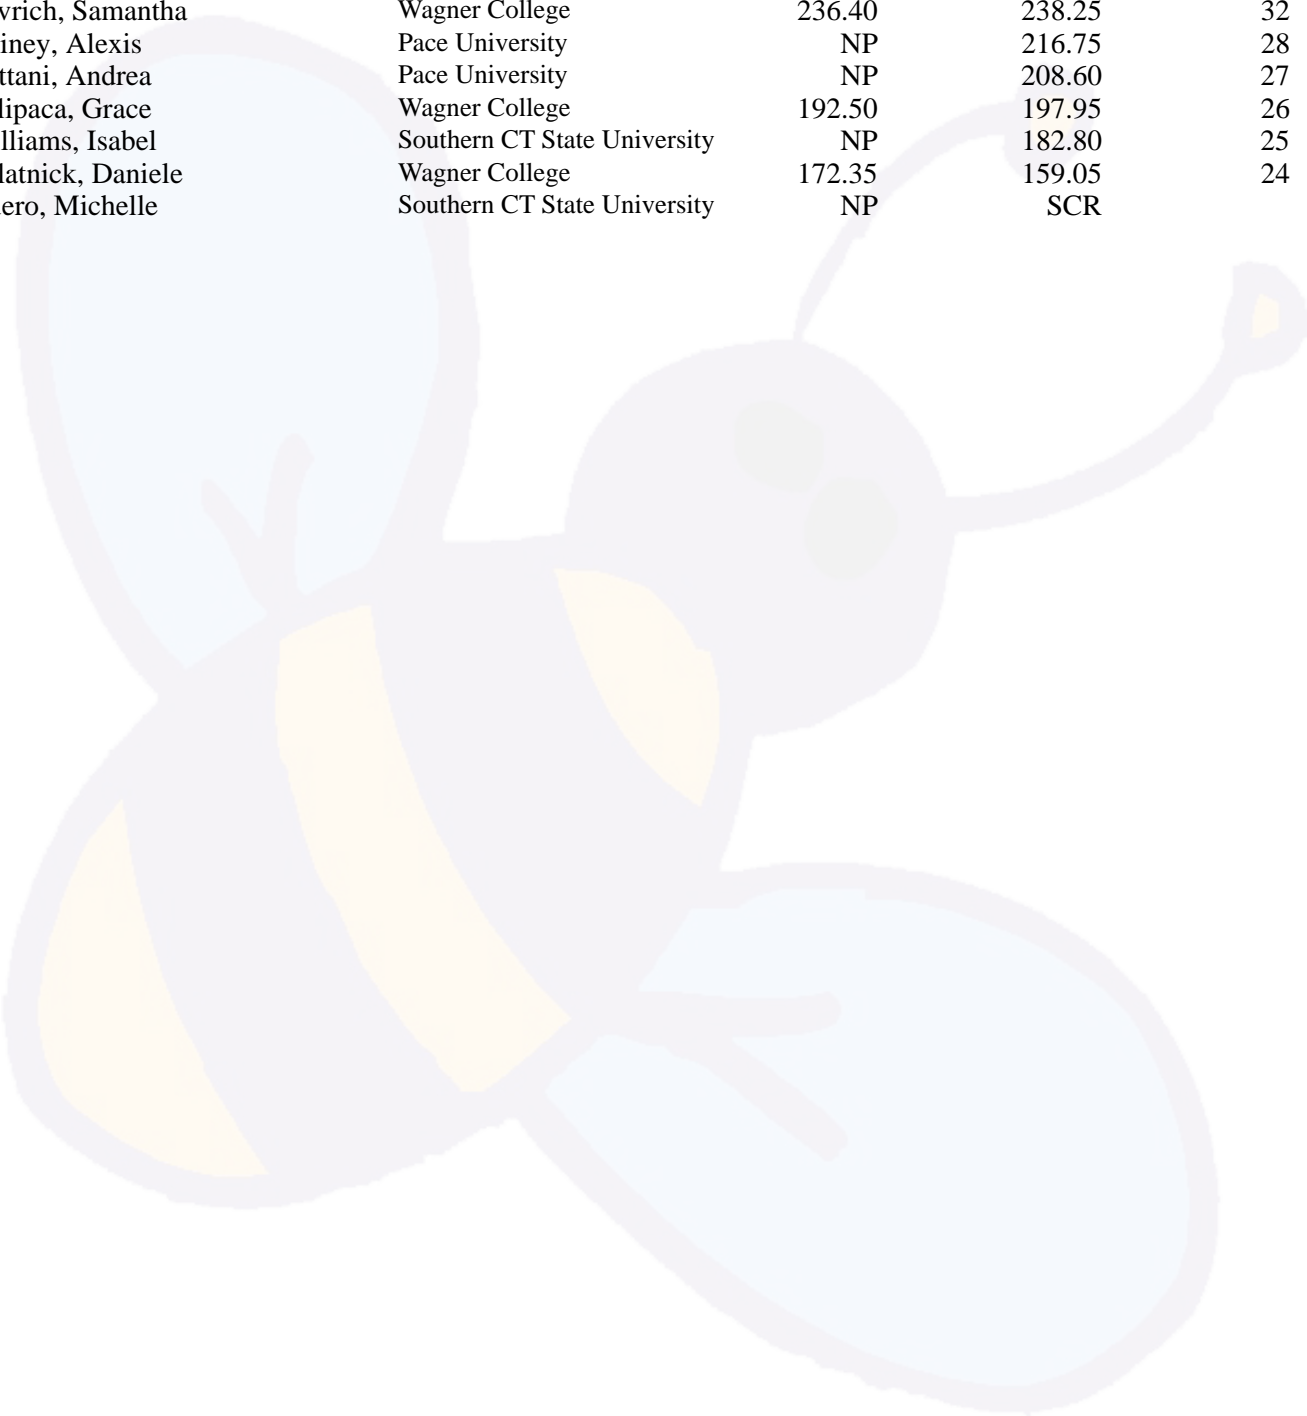 vrich, Samantha Wagner College 236.40 238.25 32
iney, Alexis Pace University NP 216.75 28
ttani, Andrea Pace University NP 208.60 27
lipaca, Grace Wagner College 192.50 197.95 26
lliams, Isabel Southern CT State University NP 182.80 25
latnick, Daniele Wagner College 172.35 159.05 24
ero, Michelle Southern CT State University NP SCR